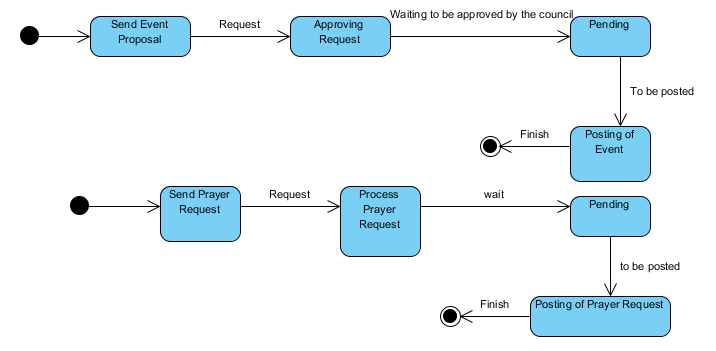 Send Event
Proposal
Request
Approving
Request
Waiting to be approved by the council
Pending
To be posted
Posting of
Event
Finish
Send Prayer
Request
Request
Process
Prayer
Request
wait
Pending
to be posted
Posting of Prayer Request
Finish